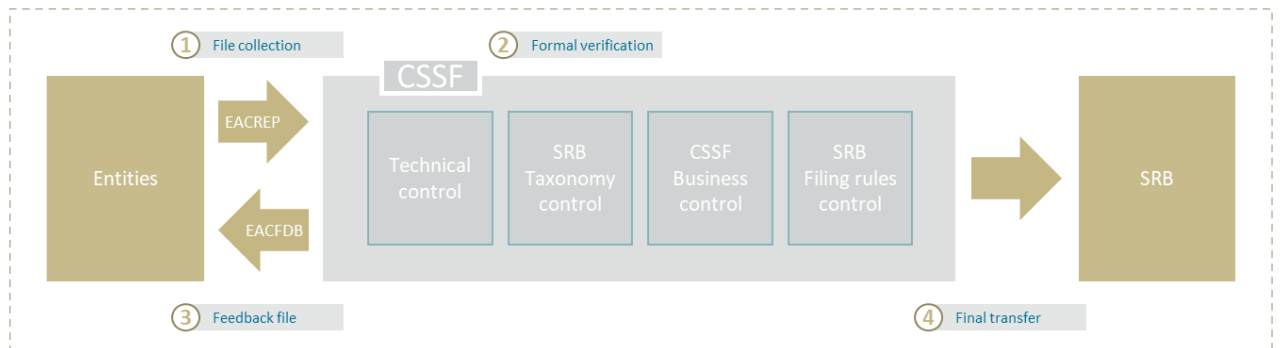 1 File collection
2 Formal verification
CSSF
Entities
EACREP
EACFDB
Technical
control
SRB
Taxonomy
control
CSSF
Business
control
SRB
Filing rules
control
SRB
3 Feedback file
4 Final transfer